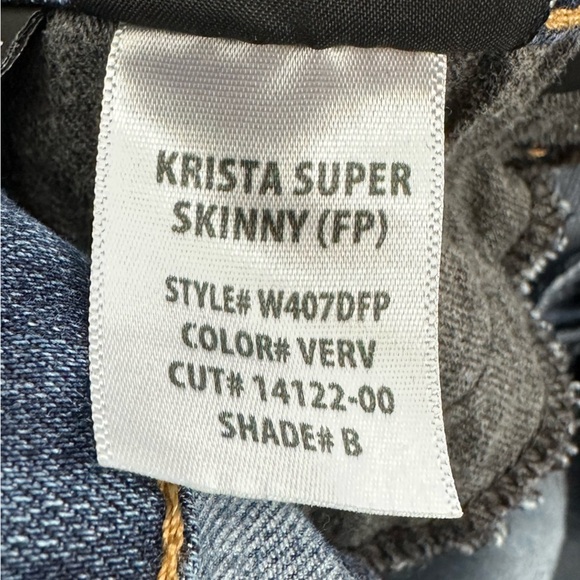 KRISTA SUPER
SKINNY (FP)
STYLE# W407DFP
COLOR# VERV
CUT# 14122-00
SHADE# B